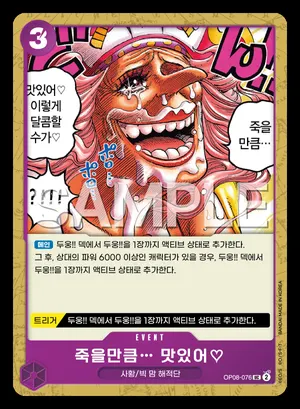 3
맛있어♡
이렇게
달콤할
수가♡
죽을
만큼…
?!!
SAMPLE
메인 두웅!! 덱에서 두웅!!을 1장까지 액티브 상태로 추가한다.
그 후, 상대의 파워 6000 이상인 캐릭터가 있을 경우, 두웅!! 덱에서
두웅!!을 1장까지 액티브 상태로 추가한다.
트리거 두웅!! 덱에서 두웅!!을 1장까지 액티브 상태로 추가한다.
EVENT
죽을만큼… 맛있어♡
사황/빅 맘 해적단
OP08-076 UC 2